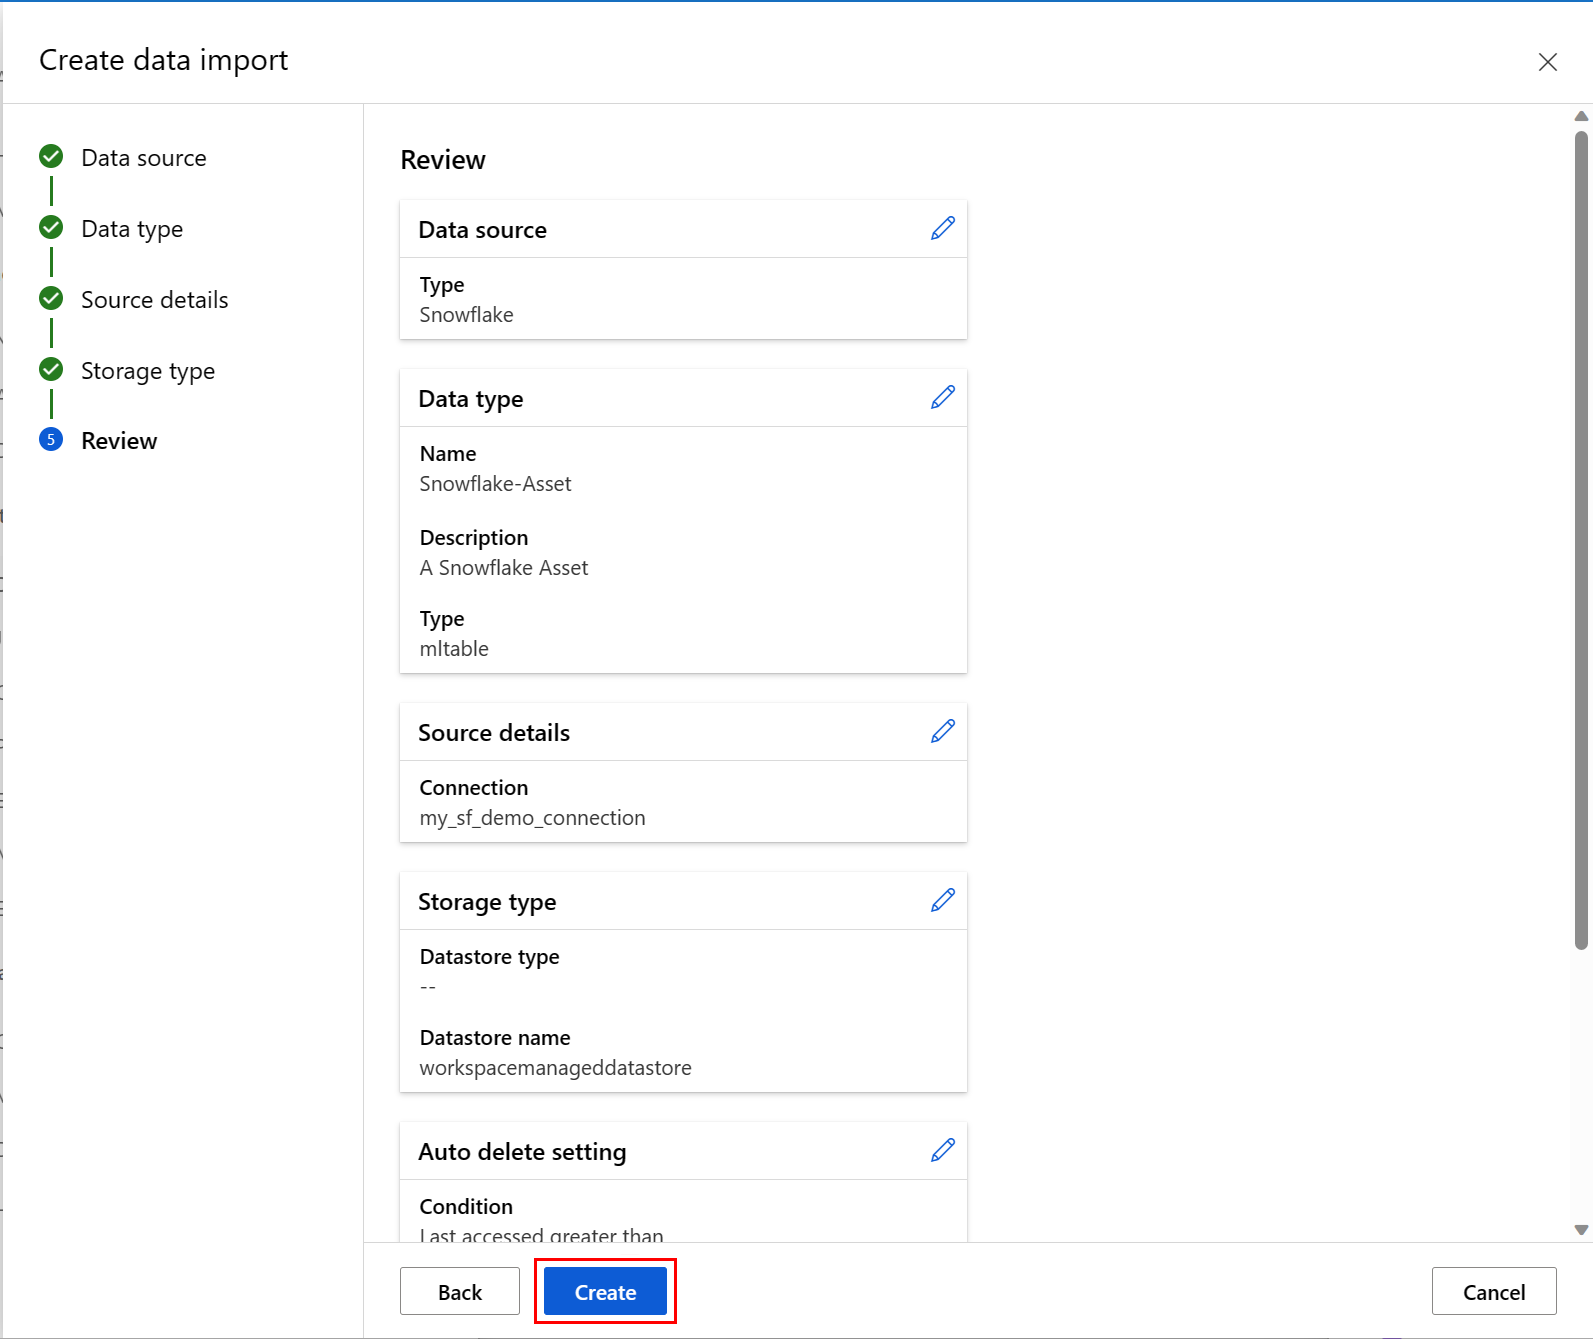 Create data import
Data source
Data type
Source details
Storage type
5 Review
Review
Data source
Type
Snowflake
Data type
Name
Snowflake-Asset
Description
A Snowflake Asset
Type
mltable
Source details
Connection
my_sf_demo_connection
Storage type
Datastore type
--
Datastore name
workspacemanageddatastore
Auto delete setting
Condition
Last accessed greater than
Back
Create
Cancel